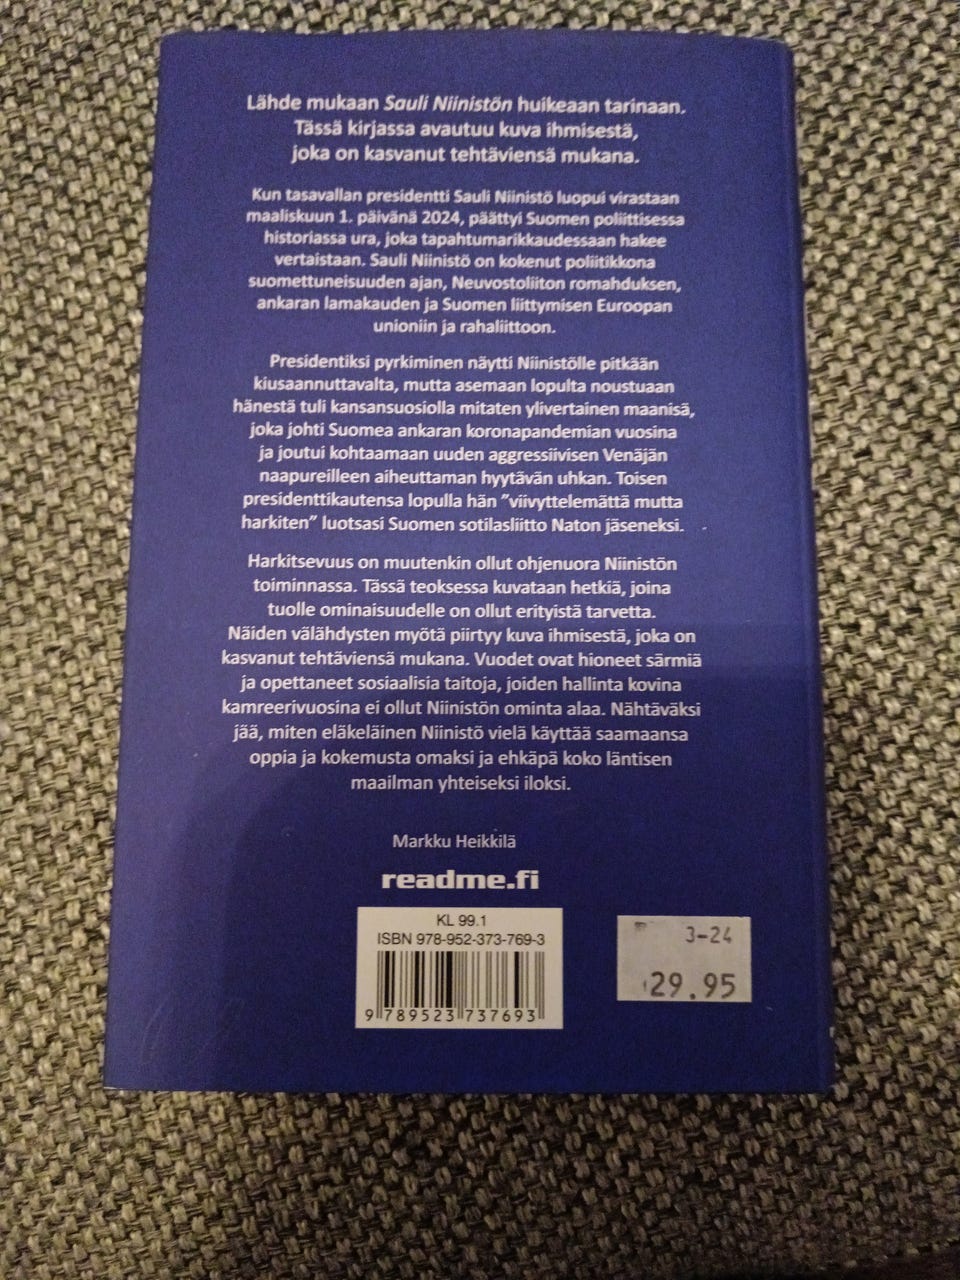 Lähde mukaan Sauli Niinistön huikeaan tarinaan.
Tässä kirjassa avautuu kuva ihmisestä,
joka on kasvanut tehtäviensä mukana.
Kun tasavallan presidentti Sauli Niinistö luopui virastaan
maaliskuun 1. päivänä 2024, päättyi Suomen poliittisessa
historiassa ura, joka tapahtumarikkaudessaan hakee
vertaistaan. Sauli Niinistö on kokenut poliitikkona
suomettuneisuuden ajan, Neuvostoliiton romahduksen,
ankaran lamakauden ja Suomen liittymisen Euroopan
unioniin ja rahaliittoon.
Presidentiksi pyrkiminen näytti Niinistölle pitkään
kiusaannuttavalta, mutta asemaan lopulta noustuaan
hänestä tuli kansansuosiolla mitaten ylivertainen maanisä,
joka johti Suomea ankaran koronapandemian vuosina
ja joutui kohtaamaan uuden aggressiivisen Venäjän
naapureilleen aiheuttaman hyytävän uhkan. Toisen
presidenttikautensa lopulla hän ”viivyttelemättä mutta
harkiten” luotsasi Suomen sotilasliitto Naton jäseneksi.
Harkitsevuus on muutenkin ollut ohjenuora Niinistön
toiminnassa. Tässä teoksessa kuvataan hetkiä, joina
tuolle ominaisuudelle on ollut erityistä tarvetta.
Näiden välähdysten myötä piirtyy kuva ihmisestä, joka on
kasvanut tehtäviensä mukana. Vuodet ovat hioneet särmiä
ja opettaneet sosiaalisia taitoja, joiden hallinta kovina
kamreerivuosina ei ollut Niinistön ominta alaa. Nähtäväksi
jää, miten eläkeläinen Niinistö vielä käyttää saamaansa
oppia ja kokemusta omaksi ja ehkäpä koko läntisen
maailman yhteiseksi iloksi.
Markku Heikkilä
readme.fi
KL 99.1
ISBN 978-952-373-769-3
9 789523 737693
3-24
29.95